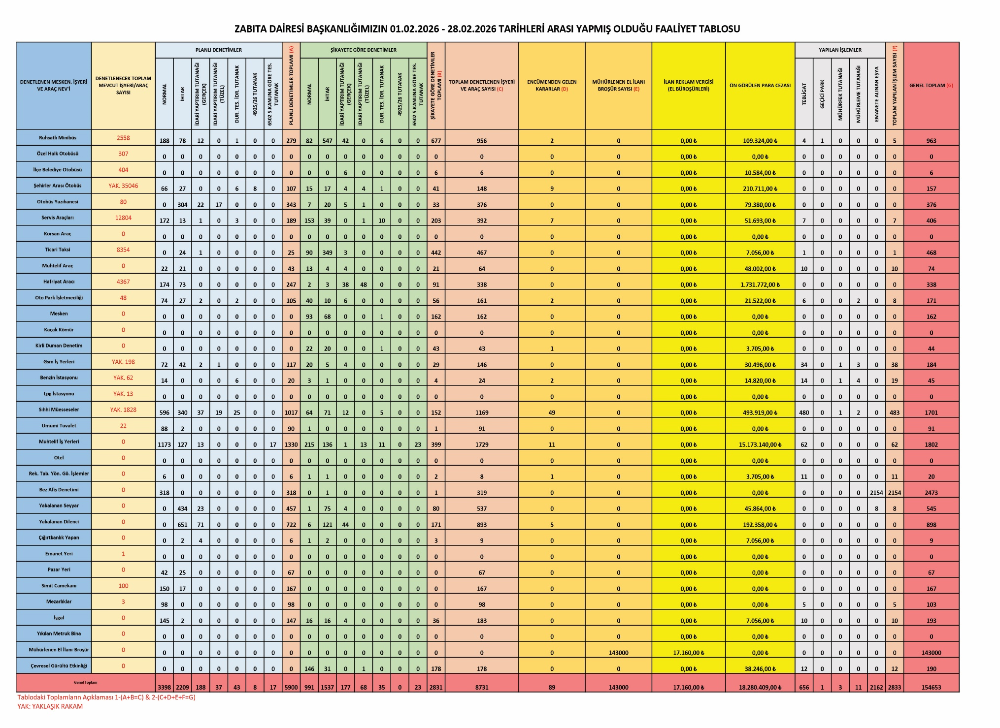 ZABITA DAİRESİ BAŞKANLIĞIMIZIN 01.02.2026 - 28.02.2026 TARİHLERİ ARASI YAPMIŞ OLDUĞU FAALİYET TABLOSU
DENETLENEN MESKEN, İŞYERİ VE ARAÇ NEV'İ
DENETLENECEK TOPLAM MEVCUT İŞYERİ/ARAÇ SAYISI
PLANLI DENETİMLER
NORMAL
İHTAR
İDARİ YAPTIRIM TUTANAĞI (GERÇEK)
İDARİ YAPTIRIM TUTANAĞI (TÜZEL)
DUR. TES. İDR. TUTANAK
4925/26 TUTANAK
6502 S.KANUNA GÖRE TES. TUTANAK
PLANLI DENETİMLER TOPLAMI (A)
ŞİKAYETE GÖRE DENETİMLER
NORMAL
İHTAR
İDARİ YAPTIRIM TUTANAĞI (GERÇEK)
İDARİ YAPTIRIM TUTANAĞI (TÜZEL)
DUR. TES. İDR. TUTANAK
4925/26 TUTANAK
6502 S.KANUNA GÖRE TES. TUTANAK
ŞİKAYETE GÖRE DENETİMLER TOPLAMI (B)
TOPLAM DENETLENEN İŞYERİ VE ARAÇ SAYISI (C)
ENCÜMENDEN GELEN KARARLAR (D)
MÜHÜRLENEN EL İLANI BROŞÜR SAYISI (E)
İLAN REKLAM VERGİSİ (EL BÜROŞÜRLERİ)
ÖN GÖRÜLEN PARA CEZASI
YAPILAN İŞLEMLER
TEBLİGAT
GEÇİCİ PARK
MÜHÜRFEK TUTANAĞI
MÜHÜRLEME TUTANAĞI
EMANETE ALINAN EŞYA
TOPLAM YAPILAN İŞLEM SAYISI (F)
GENEL TOPLAM (G)
Ruhsatlı Minibüs 2558 188 78 12 0 1 0 0 279 82 547 42 0 6 0 0 677 956 2 0 0,00 ₺ 109.324,00 ₺ 4 1 0 0 0 5 963
Özel Halk Otobüsü 307 0 0 0 0 0 0 0 0 0 0 0 0 0 0 0 0 0 0 0 0,00 ₺ 0,00 ₺ 0 0 0 0 0 0 0
İlçe Belediye Otobüsü 404 0 0 0 0 0 0 0 0 0 0 6 0 0 0 0 6 6 0 0 0,00 ₺ 10.584,00 ₺ 0 0 0 0 0 0 6
Şehirler Arası Ötobüs YAK. 35046 66 27 0 0 6 8 0 107 15 17 4 4 1 0 0 41 148 9 0 0,00 ₺ 210.711,00 ₺ 0 0 0 0 0 0 157
Otobüs Yazıhanesi 80 0 304 22 17 0 0 0 343 7 20 5 1 0 0 0 33 376 0 0 0,00 ₺ 79.380,00 ₺ 0 0 0 0 0 0 376
Servis Araçları 12804 172 13 1 0 3 0 0 189 153 39 0 1 10 0 0 203 392 7 0 0,00 ₺ 51.693,00 ₺ 7 0 0 0 0 7 406
Korsan Araç 0 0 0 0 0 0 0 0 0 0 0 0 0 0 0 0 0 0 0 0 0,00 ₺ 0,00 ₺ 0 0 0 0 0 0 0
Ticari Taksi 8354 0 24 1 0 0 0 0 25 90 349 3 0 0 0 0 442 467 0 0 0,00 ₺ 7.056,00 ₺ 1 0 0 0 0 1 468
Muhtelif Araç 0 22 21 0 0 0 0 0 43 13 4 4 0 0 0 0 21 64 0 0 0,00 ₺ 48.002,00 ₺ 10 0 0 0 0 10 74
Hafriyat Aracı 4367 174 73 0 0 0 0 0 247 2 3 38 48 0 0 0 91 338 0 0 0,00 ₺ 1.731.772,00 ₺ 0 0 0 0 0 0 338
Oto Park İşletmeciliği 48 74 27 2 0 2 0 0 105 40 10 6 0 0 0 0 56 161 2 0 0,00 ₺ 21.522,00 ₺ 6 0 0 2 0 8 171
Mesken 0 0 0 0 0 0 0 0 0 93 68 0 0 1 0 0 162 162 0 0 0,00 ₺ 0,00 ₺ 0 0 0 0 0 0 162
Kaçak Kömür 0 0 0 0 0 0 0 0 0 0 0 0 0 0 0 0 0 0 0 0 0,00 ₺ 0,00 ₺ 0 0 0 0 0 0 0
Kirli Duman Denetim 0 0 0 0 0 0 0 0 0 22 20 0 0 1 0 0 43 43 1 0 0,00 ₺ 3.705,00 ₺ 0 0 0 0 0 0 44
Gsm İş Yerleri YAK. 198 72 42 2 1 0 0 0 117 20 5 4 0 0 0 0 29 146 0 0 0,00 ₺ 30.496,00 ₺ 34 0 1 3 0 38 184
Benzin İstasyonu YAK. 62 14 0 0 0 6 0 0 20 3 1 0 0 0 0 0 4 24 2 0 0,00 ₺ 14.820,00 ₺ 14 0 1 4 0 19 45
Lpg İstasyonu YAK. 13 0 0 0 0 0 0 0 0 0 0 0 0 0 0 0 0 0 0 0 0,00 ₺ 0,00 ₺ 0 0 0 0 0 0 0
Sıhhi Müesseseler YAK. 1828 596 340 37 19 25 0 0 1017 64 71 12 0 5 0 0 152 1169 49 0 0,00 ₺ 493.919,00 ₺ 480 0 1 2 0 483 1701
Umumi Tuvalet 22 88 2 0 0 0 0 0 90 1 0 0 0 0 0 0 1 91 0 0 0,00 ₺ 0,00 ₺ 0 0 0 0 0 0 91
Muhtelif İş Yerleri 0 1173 127 13 0 0 0 17 1330 215 136 1 13 11 0 23 399 1729 11 0 0,00 ₺ 15.173.140,00 ₺ 62 0 0 0 0 62 1802
Otel 0 0 0 0 0 0 0 0 0 0 0 0 0 0 0 0 0 0 0 0 0,00 ₺ 0,00 ₺ 0 0 0 0 0 0 0
Rek. Tab. Yön. Gö. İşlemler 0 6 0 0 0 0 0 0 6 1 1 0 0 0 0 0 2 8 1 0 0,00 ₺ 3.705,00 ₺ 11 0 0 0 0 11 20
Bez Afiş Denetimi 0 318 0 0 0 0 0 0 318 0 1 0 0 0 0 0 1 319 0 0 0,00 ₺ 0,00 ₺ 0 0 0 0 2154 2154 2473
Yakalanan Seyyar 0 0 434 23 0 0 0 0 457 1 75 4 0 0 0 0 80 537 0 0 0,00 ₺ 45.864,00 ₺ 0 0 0 0 8 8 545
Yakalanan Dilenci 0 0 651 71 0 0 0 0 722 6 121 44 0 0 0 0 171 893 5 0 0,00 ₺ 192.358,00 ₺ 0 0 0 0 0 0 898
Çığırtkanlık Yapan 0 0 2 4 0 0 0 0 6 1 2 0 0 0 0 0 3 9 0 0 0,00 ₺ 7.056,00 ₺ 0 0 0 0 0 0 9
Emanet Yeri 1 0 0 0 0 0 0 0 0 0 0 0 0 0 0 0 0 0 0 0 0,00 ₺ 0,00 ₺ 0 0 0 0 0 0 0
Pazar Yeri 0 42 25 0 0 0 0 0 67 0 0 0 0 0 0 0 0 67 0 0 0,00 ₺ 0,00 ₺ 0 0 0 0 0 0 67
Simit Camekanı 100 150 17 0 0 0 0 0 167 0 0 0 0 0 0 0 0 167 0 0 0,00 ₺ 0,00 ₺ 0 0 0 0 0 0 167
Mezarlıklar 3 98 0 0 0 0 0 0 98 0 0 0 0 0 0 0 0 98 0 0 0,00 ₺ 0,00 ₺ 5 0 0 0 0 5 103
İşgal 0 145 2 0 0 0 0 0 147 16 16 4 0 0 0 0 36 183 0 0 0,00 ₺ 7.056,00 ₺ 10 0 0 0 0 10 193
Yıkılan Metruk Bina 0 0 0 0 0 0 0 0 0 0 0 0 0 0 0 0 0 0 0 0 0,00 ₺ 0,00 ₺ 0 0 0 0 0 0 0
Mühürlenen El İlanı-Broşür 0 0 0 0 0 0 0 0 0 0 0 0 0 0 0 0 0 0 0 143000 17.160,00 ₺ 0,00 ₺ 0 0 0 0 0 0 143000
Çevresel Gürültü Etkinliği 0 0 0 0 0 0 0 0 0 146 31 0 1 0 0 0 178 178 0 0 0,00 ₺ 38.246,00 ₺ 12 0 0 0 0 12 190
Genel Toplam 3398 2209 188 37 43 8 17 5900 991 1537 177 68 35 0 23 2831 8731 89 143000 17.160,00 ₺ 18.280.409,00 ₺ 656 1 3 11 2162 2833 154653
Tablodaki Toplamların Açıklaması 1-(A+B=C) & 2-(C+D+E+F=G)
YAK: YAKLAŞIK RAKAM